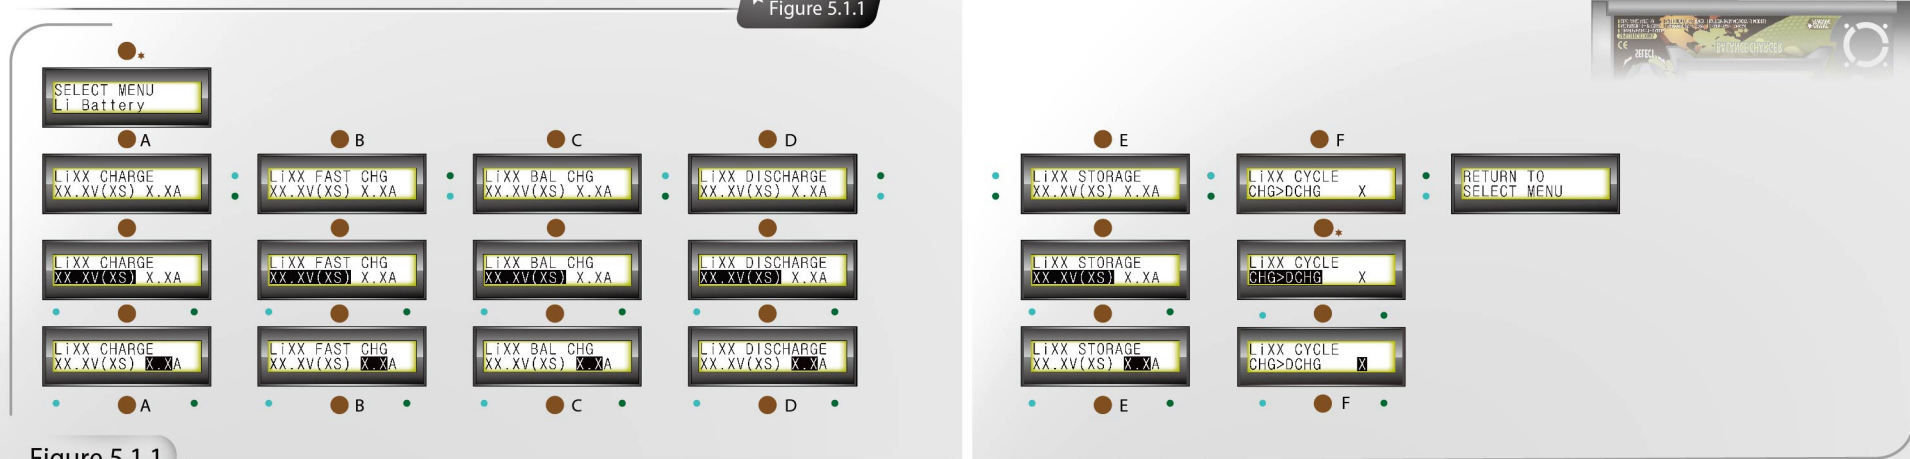 Figure 5.1.1
SELECT MENU
Li Battery
A
B
C
D
E
F
LiXX CHARGE
XX.XV(XS) X.XA
LiXX FAST CHG
XX.XV(XS) X.XA
LiXX BAL CHG
XX.XV(XS) X.XA
LiXX DISCHARGE
XX.XV(XS) X.XA
LiXX STORAGE
XX.XV(XS) X.XA
LiXX CYCLE
CHG>DCHG X
RETURN TO
SELECT MENU
LiXX CHARGE
XX.XV(XS) X.XA
LiXX FAST CHG
XX.XV(XS) X.XA
LiXX BAL CHG
XX.XV(XS) X.XA
LiXX DISCHARGE
XX.XV(XS) X.XA
LiXX STORAGE
XX.XV(XS) X.XA
LiXX CYCLE
CHG>DCHG X
LiXX CHARGE
XX.XV(XS) X.XA
LiXX FAST CHG
XX.XV(XS) X.XA
LiXX BAL CHG
XX.XV(XS) X.XA
LiXX DISCHARGE
XX.XV(XS) X.XA
LiXX STORAGE
XX.XV(XS) X.XA
LiXX CYCLE
CHG>DCHG X
A
B
C
D
E
F
Figure 5.1.1
BALANCE CHARGER